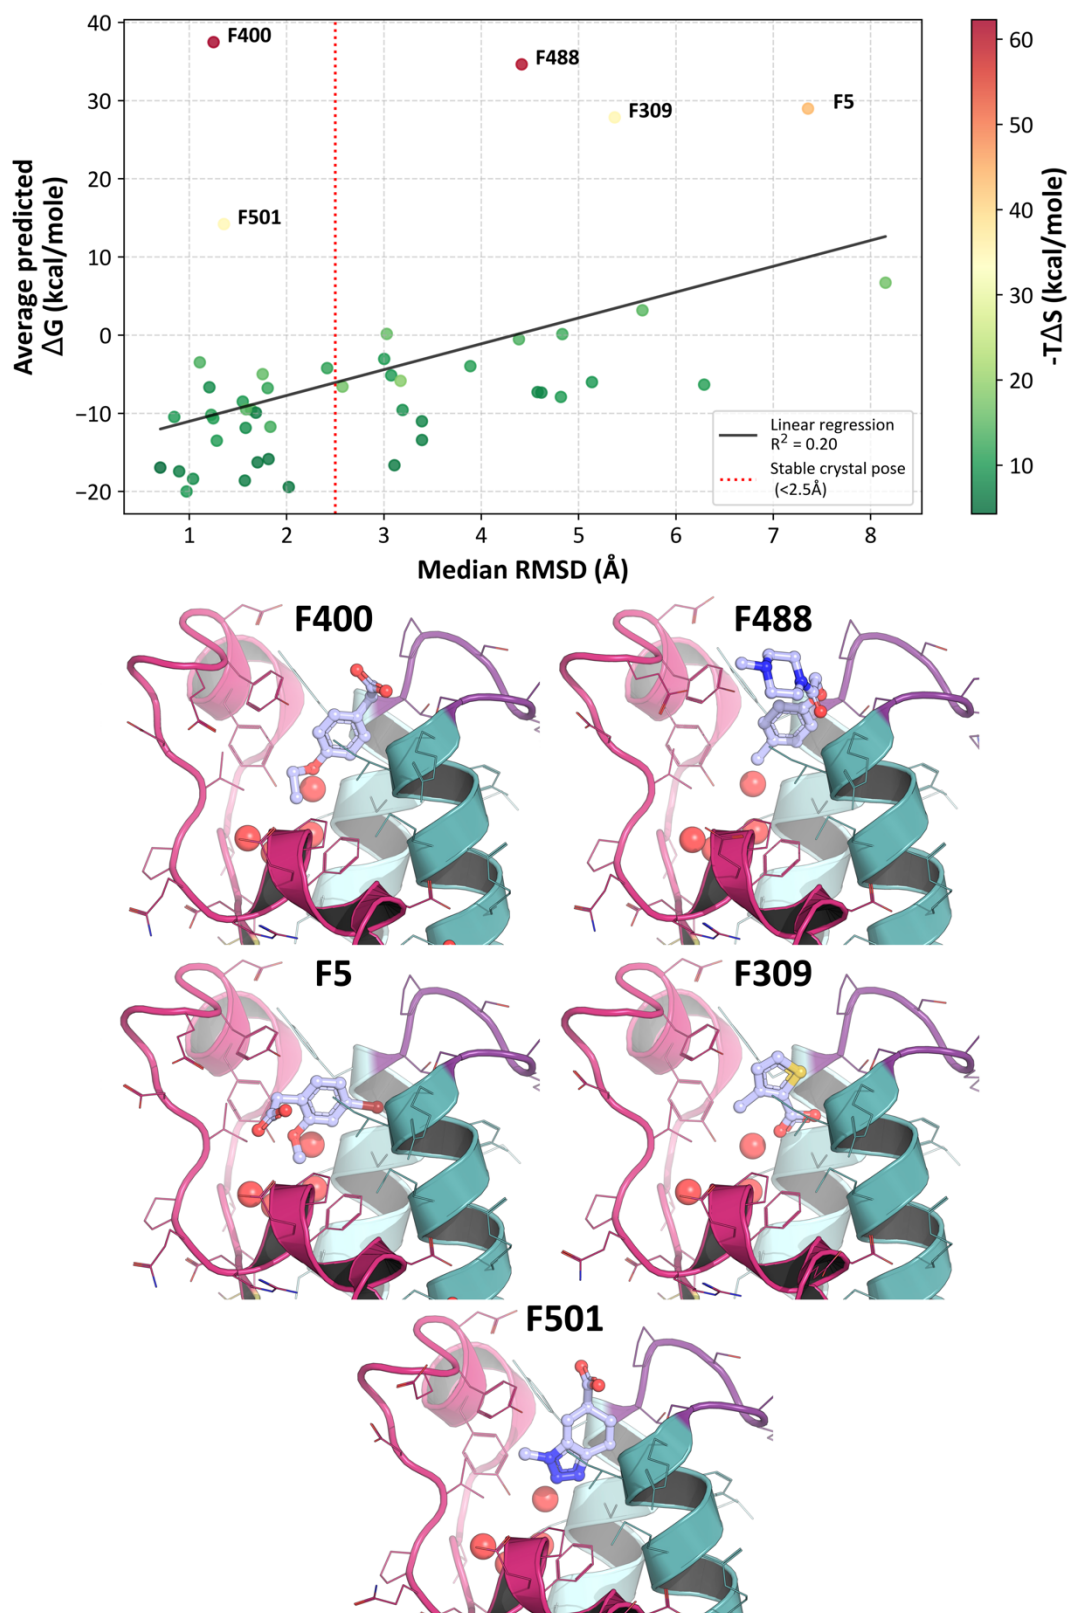 40
30
20
10
0
−10
−20
Average predicted
ΔG (kcal/mole)
F400
F488
F309
F5
F501
Linear regression
R² = 0.20
Stable crystal pose
(<2.5Å)
1 2 3 4 5 6 7 8
Median RMSD (Å)
60
50
40
30
20
10
-TΔS (kcal/mole)
F400
F488
F5
F309
F501